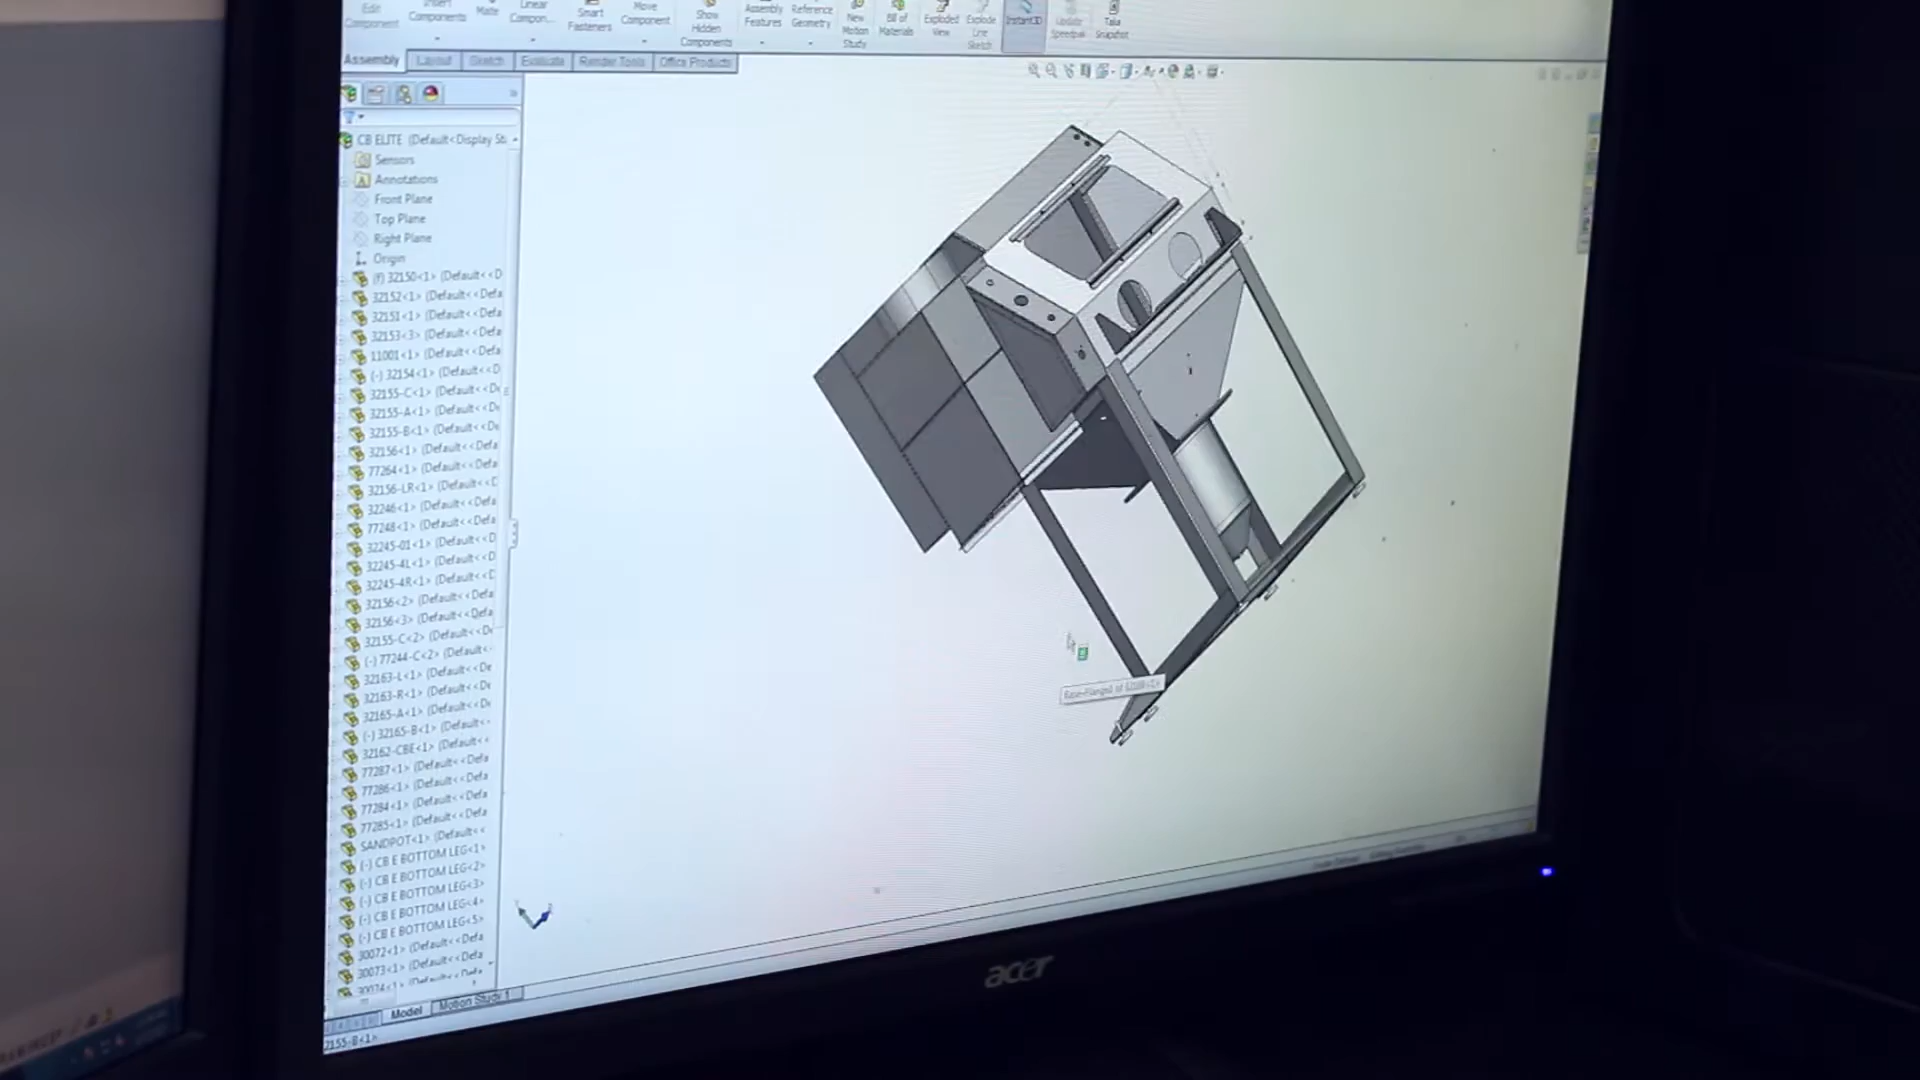 Edit
Component
Insert
Components
Mate
Linear
Compon...
Smart
Fasteners
Move
Component
Show
Hidden
Components
Assembly
Features
Reference
Geometry
New
Motion
Study
Bill of
Materials
Exploded
View
Explode
Line
Sketch
Instant3D
Update
Speedpak
Take
Snapshot
Assembly Layout Sketch Evaluate Render Tools Office Products
CB ELITE (Default<Display St
Sensors
Annotations
Front Plane
Top Plane
Right Plane
Origin
(f) 32150<1> (Default<<D
32152<1> (Default<<Defa
32151<1> (Default<<Defa
32153<3> (Default<<Defa
11001<1> (Default<<Defa
(-) 32154<1> (Default<<D
32155-C<1> (Default<<D
32155-A<1> (Default<<D
32155-B<1> (Default<<D
32156<1> (Default<<Defa
77264<1> (Default<<Defa
32156-LR<1> (Default<<D
32246<1> (Default<<Defa
77248<1> (Default<<Defa
32245-01<1> (Default<<D
32245-4L<1> (Default<<D
32245-4R<1> (Default<<D
32156<2> (Default<<Defa
32156<3> (Default<<Defa
32155-C<2> (Default<<D
(-) 77244-C<2> (Default<
32163-L<1> (Default<<De
32163-R<1> (Default<<De
32165-A<1> (Default<<De
(-) 32165-B<1> (Default<
32162-CBE<1> (Default<<
77287<1> (Default<<Defa
77286<1> (Default<<Defa
77284<1> (Default<<Defa
77285<1> (Default<<Defa
SANDPOT<1> (Default<<
(-) CB E BOTTOM LEG<1>
(-) CB E BOTTOM LEG<2>
(-) CB E BOTTOM LEG<3>
(-) CB E BOTTOM LEG<4>
(-) CB E BOTTOM LEG<5>
30072<1> (Default<<Defa
30073<1> (Default<<Defa
30074<1> (Default<<Defa
Model Motion Study 1
2155-B<1>
acer